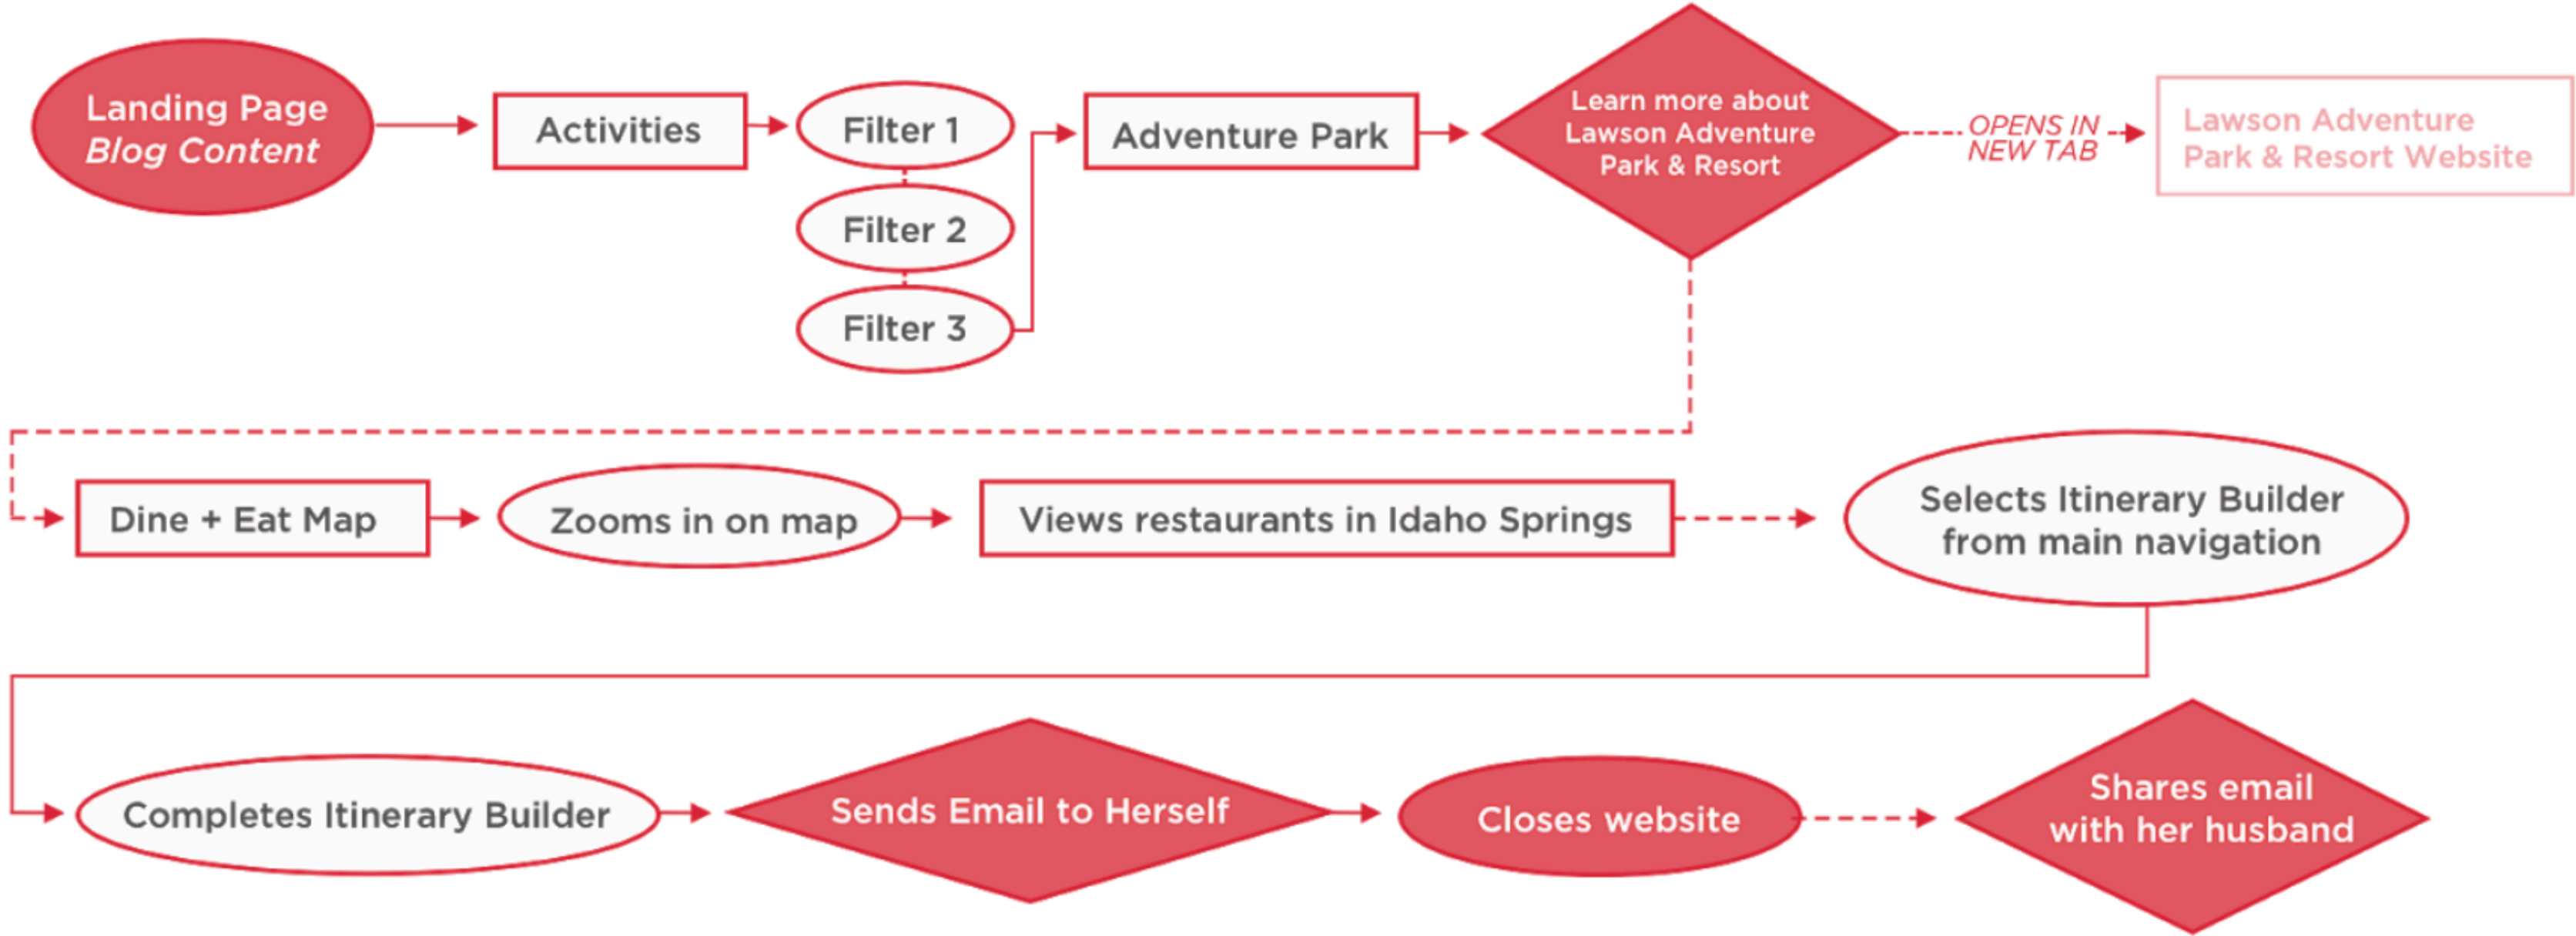 Landing Page
Blog Content
Activities
Filter 1
Filter 2
Filter 3
Adventure Park
Learn more about
Lawson Adventure
Park & Resort
OPENS IN
NEW TAB
Lawson Adventure
Park & Resort Website
Dine + Eat Map
Zooms in on map
Views restaurants in Idaho Springs
Selects Itinerary Builder
from main navigation
Completes Itinerary Builder
Sends Email to Herself
Closes website
Shares email
with her husband